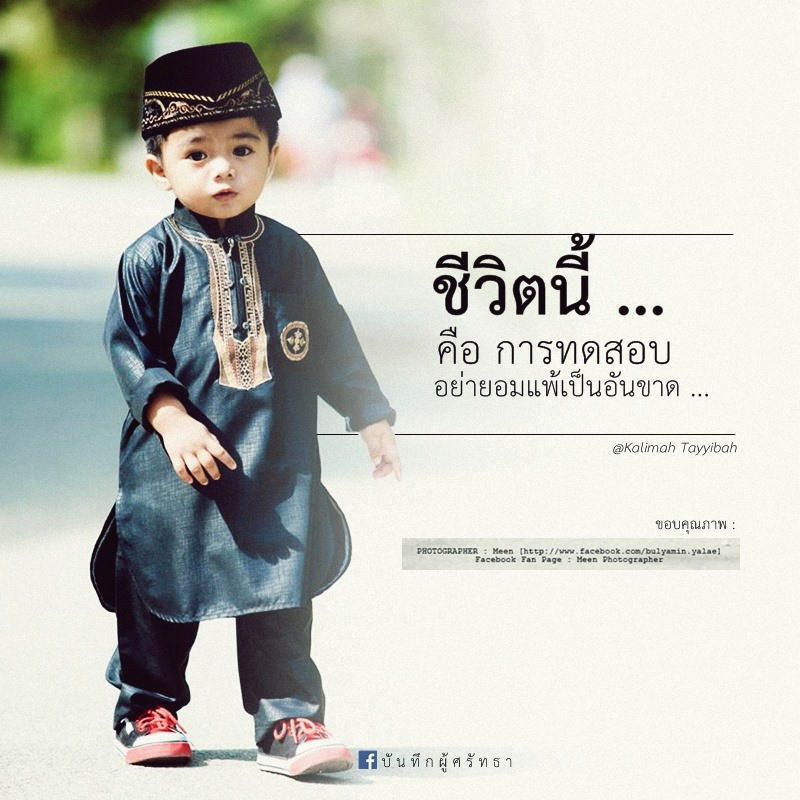 ชีวิตนี้ ...
คือ การทดสอบ
อย่ายอมแพ้เป็นอันขาด ...
@Kalimah Tayyibah
ขอบคุณภาพ :
PHOTOGRAPHER : Meen [http://www.facebook.com/bulyamin.yalae]
Facebook Fan Page : Meen Photographer
f บันทึกผู้ศรัทธา